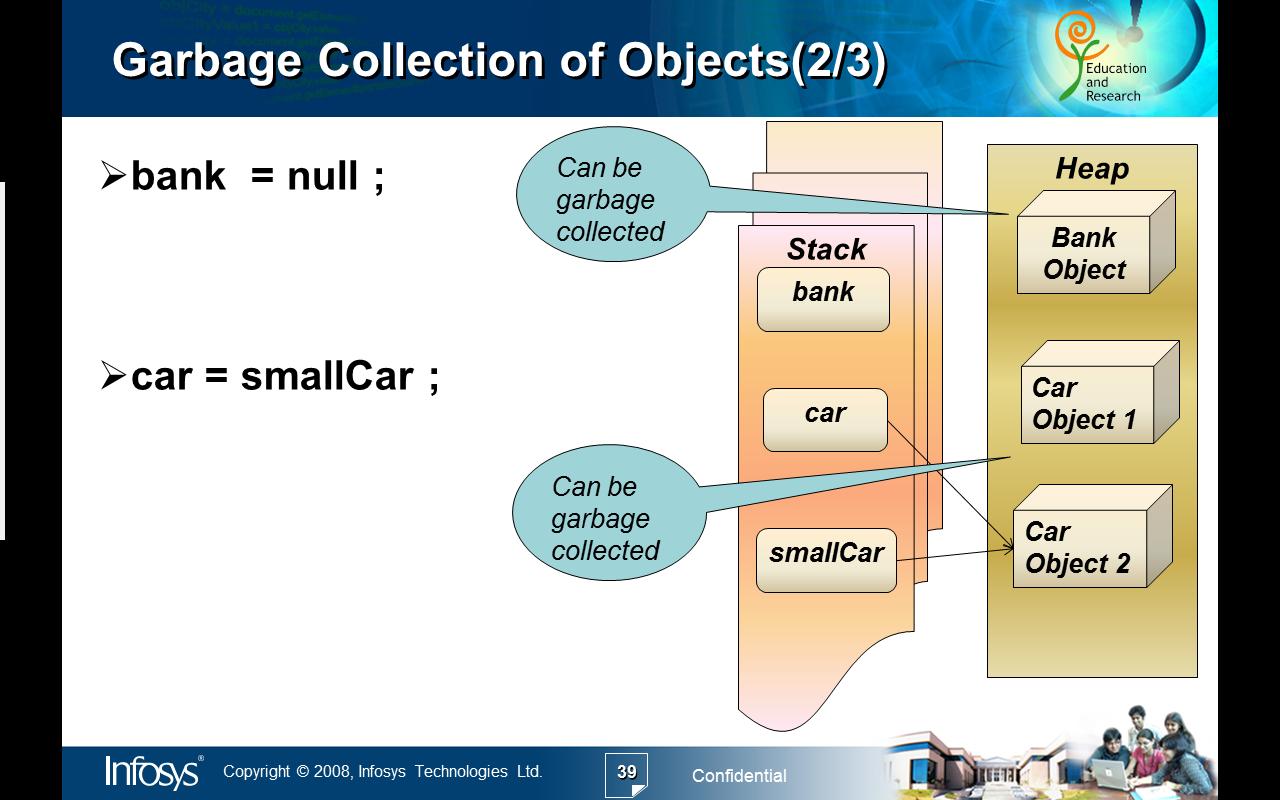 Garbage Collection of Objects(2/3)
Education
and
Research
➢bank = null ;
➢car = smallCar ;
Can be
garbage
collected
Can be
garbage
collected
Stack
bank
car
smallCar
Heap
Bank
Object
Car
Object 1
Car
Object 2
Infosys®
Copyright © 2008, Infosys Technologies Ltd.
39
Confidential